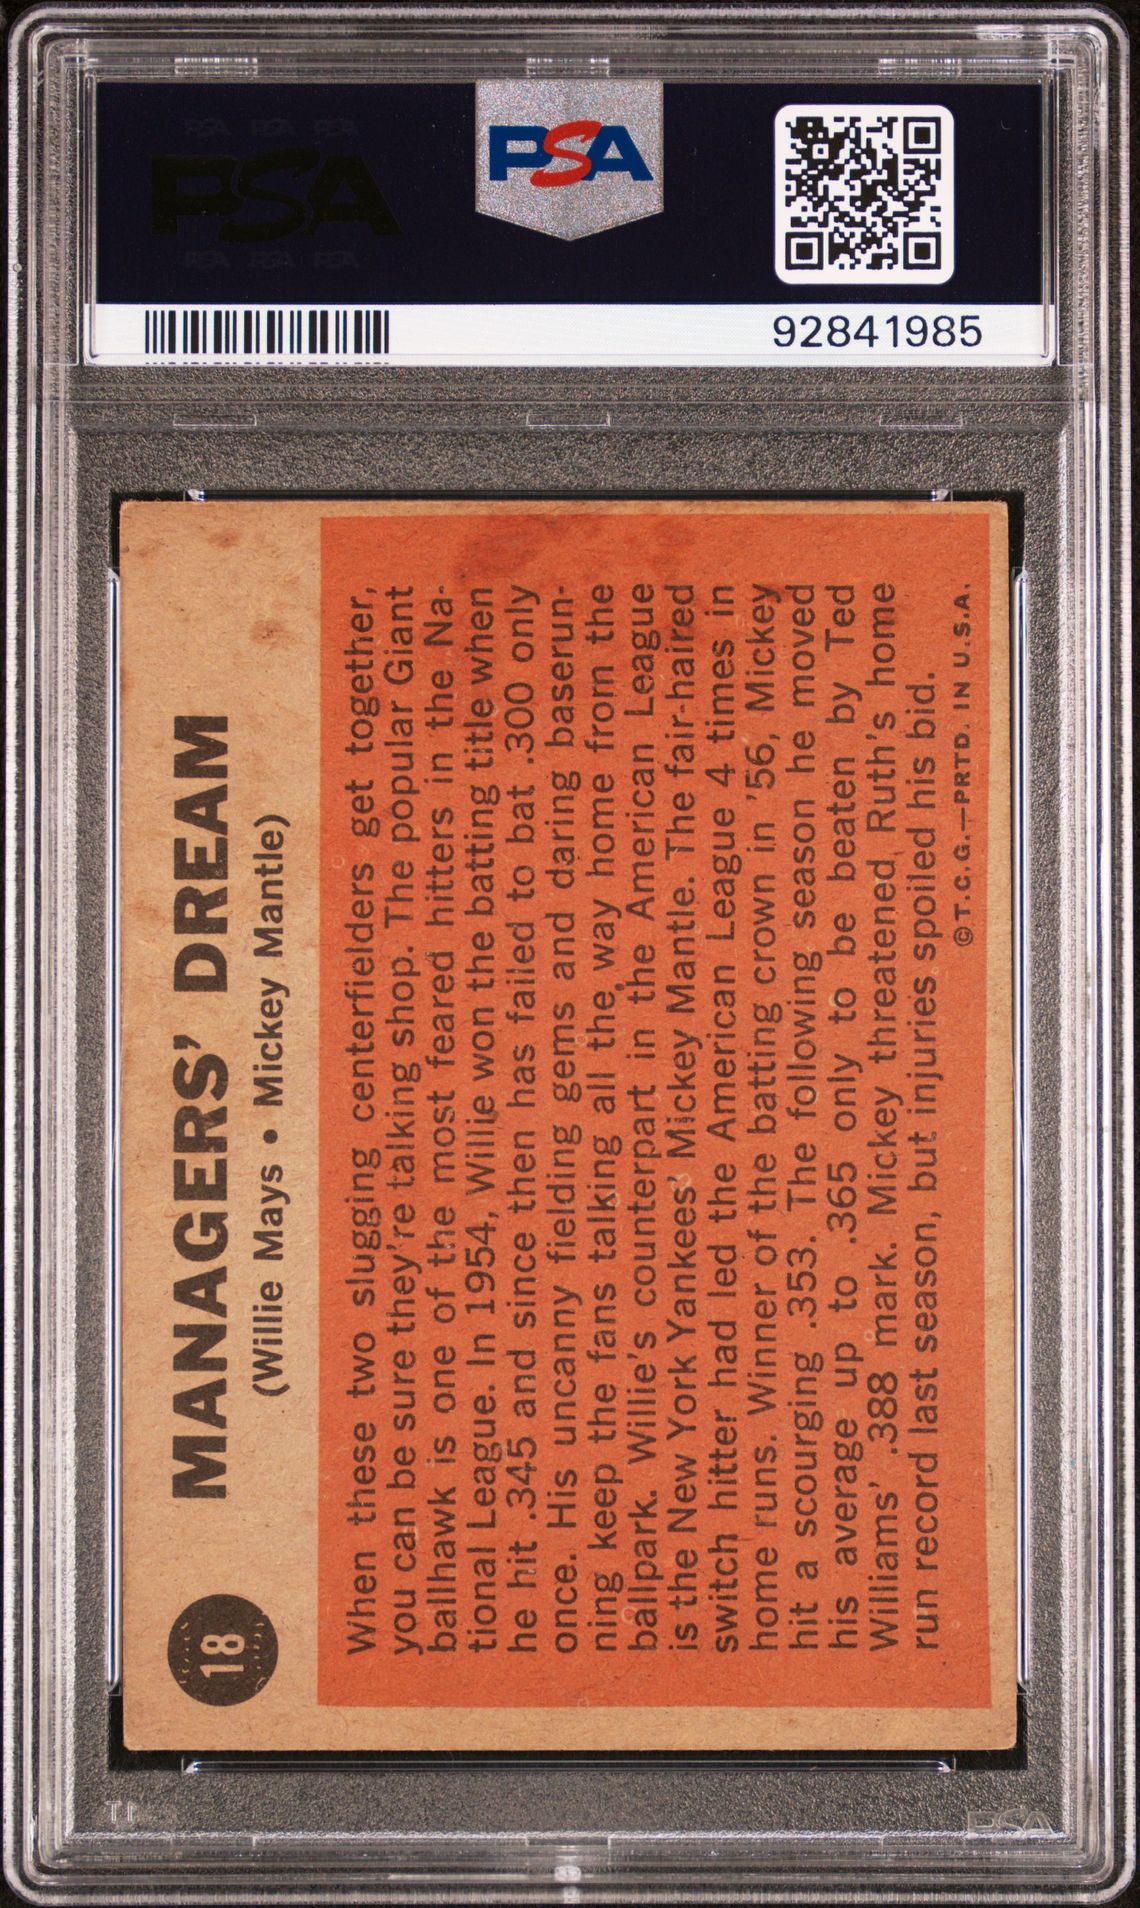 PSA PSA PSA
PSA
PSA PSA PSA
PSA
92841985
18
MANAGERS' DREAM
(Willie Mays • Mickey Mantle)
When these two slugging centerfielders get together,
you can be sure they're talking shop. The popular Giant
ballhawk is one of the most feared hitters in the Na-
tional League. In 1954, Willie won the batting title when
he hit .345 and since then has failed to bat .300 only
once. His uncanny fielding gems and daring baserun-
ning keep the fans talking all the way home from the
ballpark. Willie's counterpart in the American League
is the New York Yankees' Mickey Mantle. The fair-haired
switch hitter had led the American League 4 times in
home runs. Winner of the batting crown in '56, Mickey
hit a scourging .353. The following season he moved
his average up to .365 only to be beaten by Ted
Williams' .388 mark. Mickey threatened Ruth's home
run record last season, but injuries spoiled his bid.
©T.C.G.—PRTD. IN U.S.A.
PSA